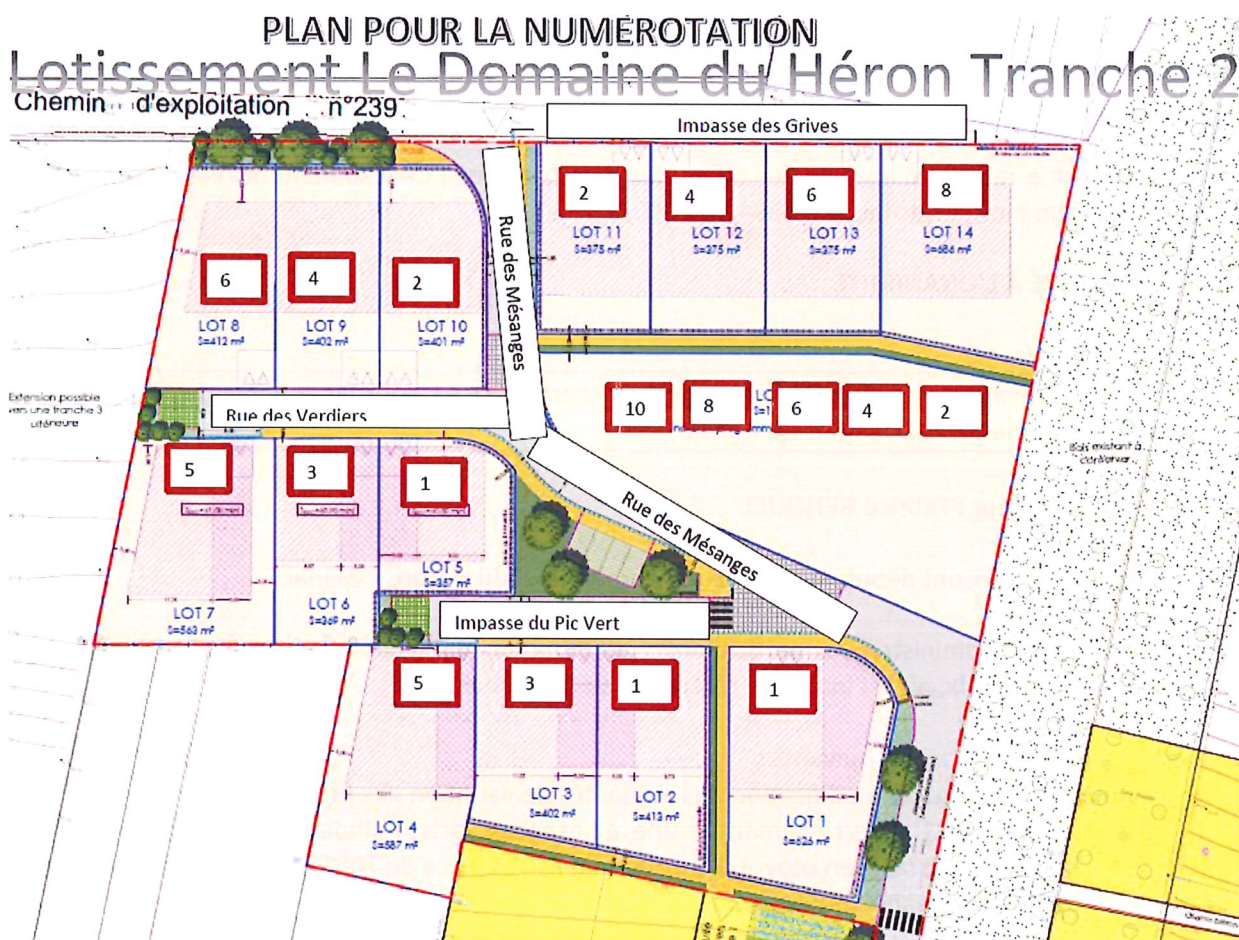 PLAN POUR LA NUMEROTATION
Lotissement Le Domaine du Héron Tranche 2
Chemin d'exploitation n°239
Impasse des Grives
Rue des Mésanges
2
4
6
8
LOT 11
S=375 m²
LOT 12
S=375 m²
LOT 13
S=375 m²
LOT 14
S=686 m²
6
4
2
LOT 8
S=412 m²
LOT 9
S=402 m²
LOT 10
S=401 m²
Extension possible
vers une tranche 3
ultérieure
Rue des Verdiers
10
8
6
4
2
Bois existant à
5
3
1
Rue des Mésanges
LOT 7
S=563 m²
LOT 6
S=369 m²
LOT 5
S=357 m²
Impasse du Pic Vert
5
3
1
1
LOT 4
S=587 m²
LOT 3
S=402 m²
LOT 2
S=413 m²
LOT 1
S=626 m²